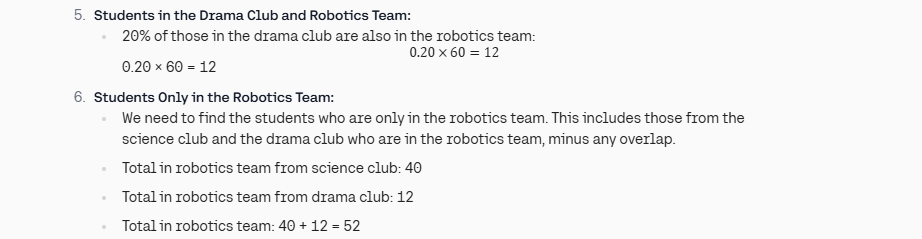 5. Students in the Drama Club and Robotics Team:
20% of those in the drama club are also in the robotics team:
0.20 × 60 = 12
0.20 × 60 = 12
6. Students Only in the Robotics Team:
We need to find the students who are only in the robotics team. This includes those from the
science club and the drama club who are in the robotics team, minus any overlap.
Total in robotics team from science club: 40
Total in robotics team from drama club: 12
Total in robotics team: 40 + 12 = 52